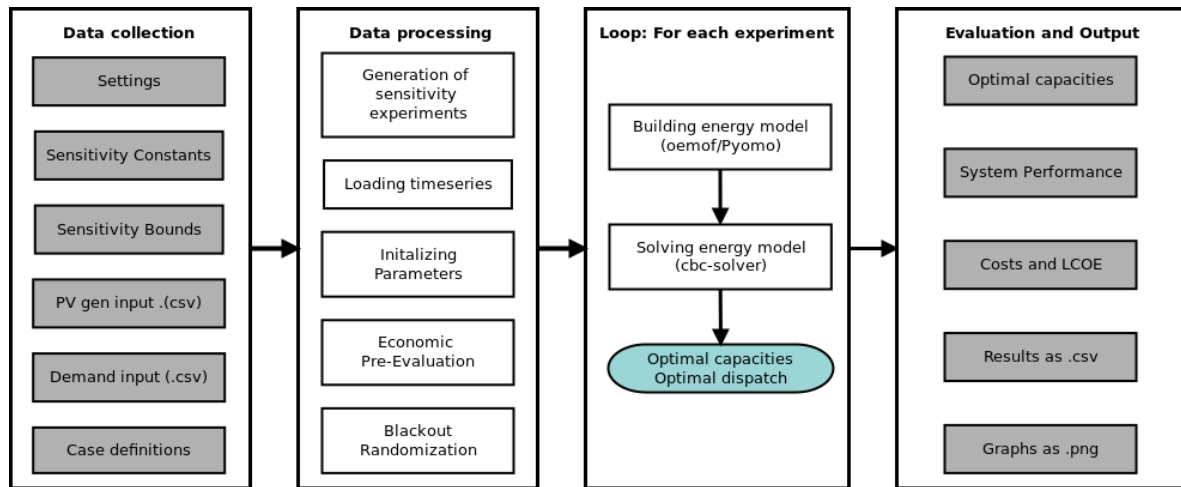 Data collection
Settings
Sensitivity Constants
Sensitivity Bounds
PV gen input .(csv)
Demand input (.csv)
Case definitions
Data processing
Generation of
sensitivity
experiments
Loading timeseries
Initalizing
Parameters
Economic
Pre-Evaluation
Blackout
Randomization
Loop: For each experiment
Building energy model
(oemof/Pyomo)
Solving energy model
(cbc-solver)
Optimal capacities
Optimal dispatch
Evaluation and Output
Optimal capacities
System Performance
Costs and LCOE
Results as .csv
Graphs as .png